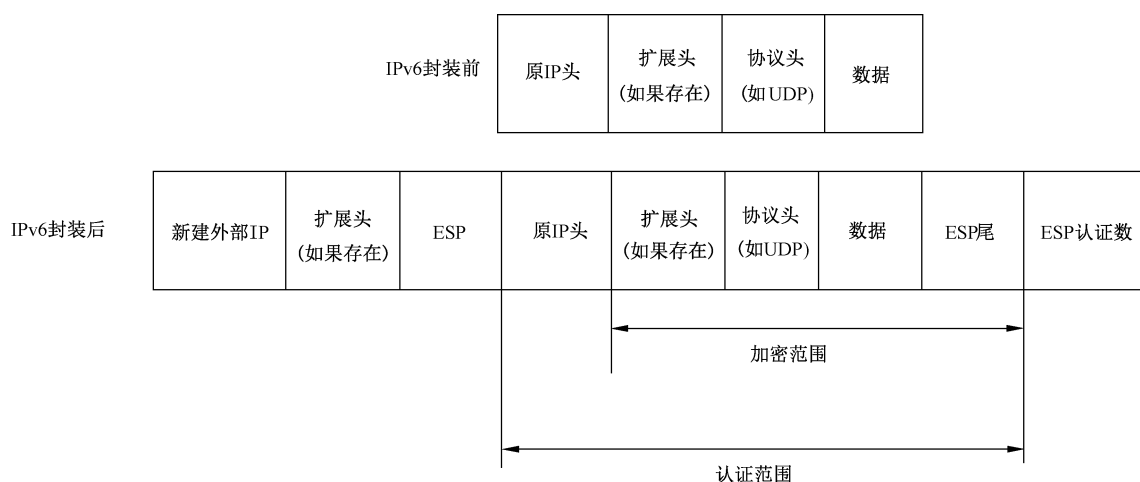 IPv6封装前
原IP头
扩展头
(如果存在)
协议头
(如UDP)
数据
IPv6封装后
新建外部IP
扩展头
(如果存在)
ESP
原IP头
扩展头
(如果存在)
协议头
(如UDP)
数据
ESP尾
ESP认证数
加密范围
认证范围